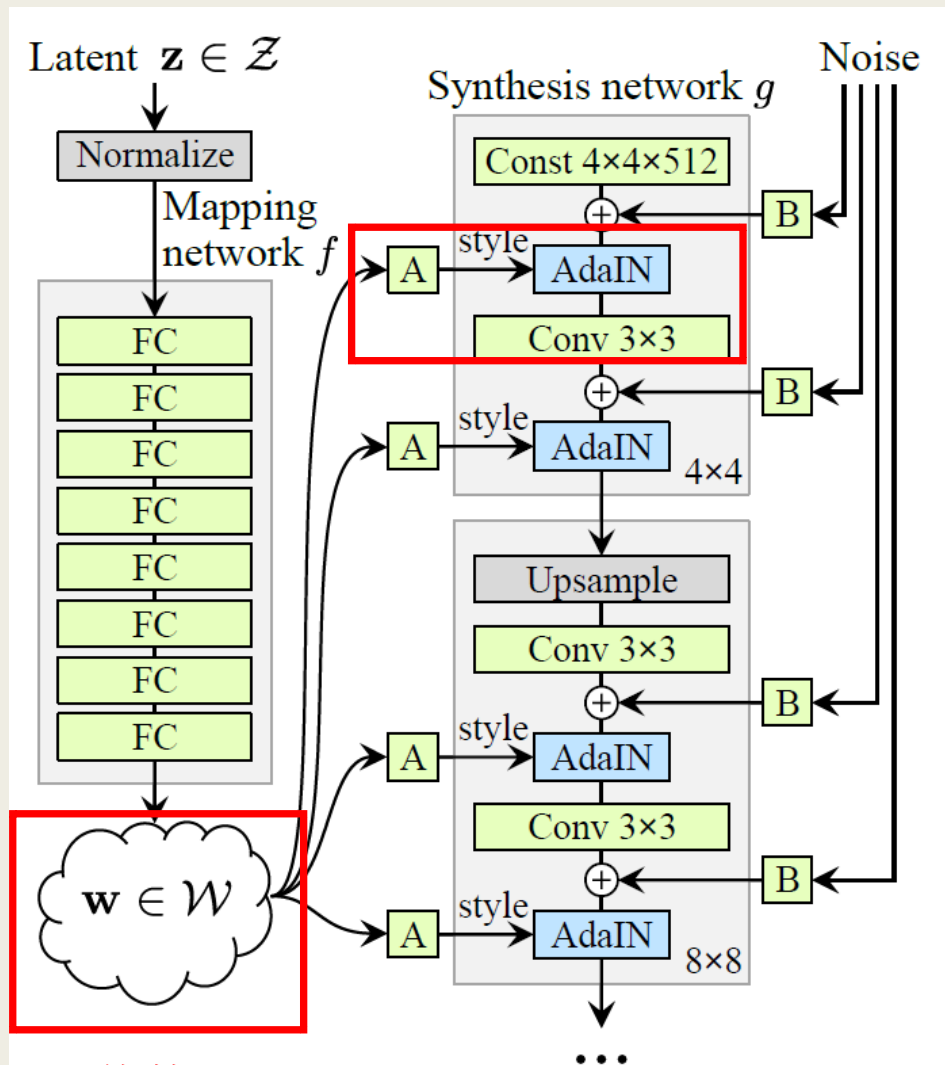 Latent z ∈ 𝒵
Normalize
Mapping
network f
FC
FC
FC
FC
FC
FC
FC
FC
w ∈ 𝒲
Synthesis network g
Noise
Const 4×4×512
B
A
style
AdaIN
Conv 3×3
B
A
style
AdaIN
4×4
Upsample
Conv 3×3
B
A
style
AdaIN
Conv 3×3
B
A
style
AdaIN
8×8
...